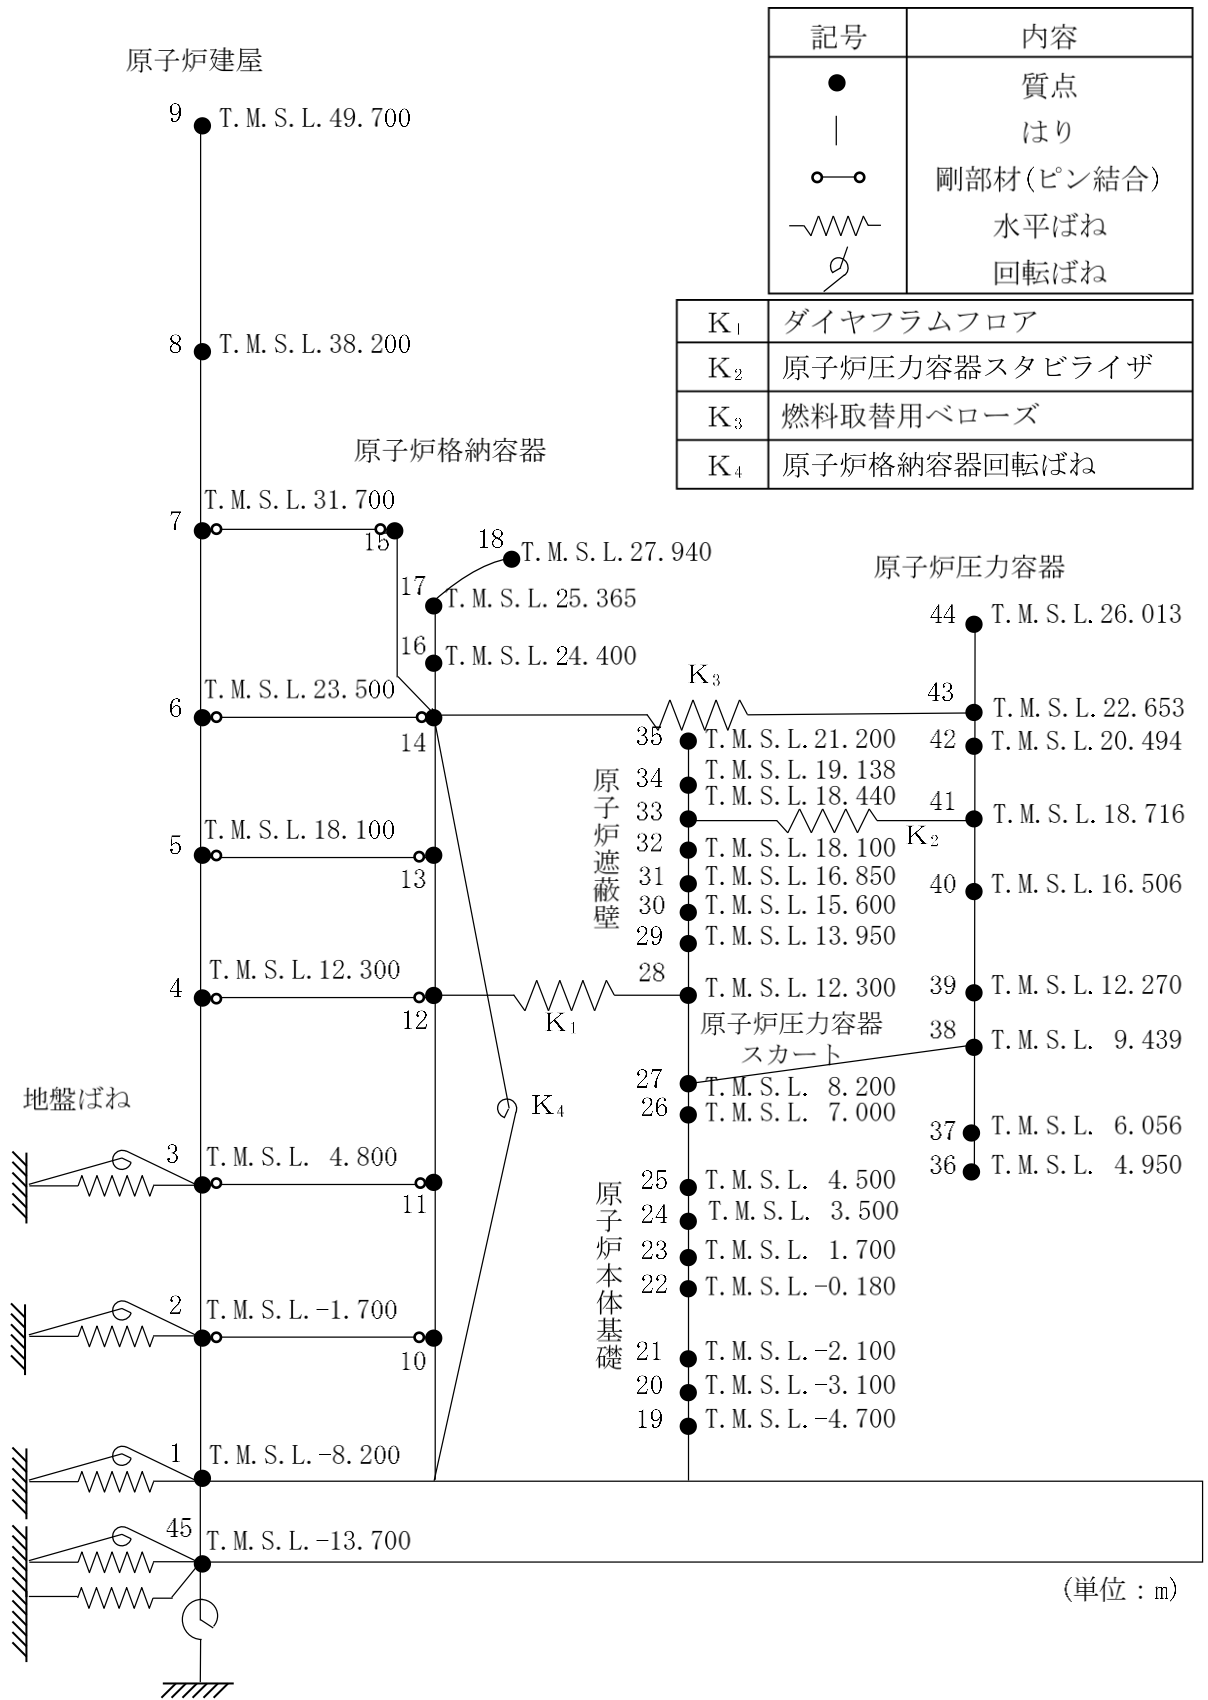 記号 内容
質点
はり
剛部材(ピン結合)
水平ばね
回転ばね
K₁ ダイヤフラムフロア
K₂ 原子炉圧力容器スタビライザ
K₃ 燃料取替用ベローズ
K₄ 原子炉格納容器回転ばね
原子炉建屋
9 T.M.S.L.49.700
8 T.M.S.L.38.200
7 T.M.S.L.31.700
6 T.M.S.L.23.500
5 T.M.S.L.18.100
4 T.M.S.L.12.300
地盤ばね
3 T.M.S.L. 4.800
2 T.M.S.L.-1.700
1 T.M.S.L.-8.200
45 T.M.S.L.-13.700
原子炉格納容器
15
18 T.M.S.L.27.940
17 T.M.S.L.25.365
16 T.M.S.L.24.400
14
13
12
11
10
K₃
K₂
K₁
K₄
原子炉遮蔽壁
35 T.M.S.L.21.200
34 T.M.S.L.19.138
33 T.M.S.L.18.440
32 T.M.S.L.18.100
31 T.M.S.L.16.850
30 T.M.S.L.15.600
29 T.M.S.L.13.950
28 T.M.S.L.12.300
原子炉圧力容器
スカート
27 T.M.S.L. 8.200
26 T.M.S.L. 7.000
原子炉本体基礎
25 T.M.S.L. 4.500
24 T.M.S.L. 3.500
23 T.M.S.L. 1.700
22 T.M.S.L.-0.180
21 T.M.S.L.-2.100
20 T.M.S.L.-3.100
19 T.M.S.L.-4.700
原子炉圧力容器
44 T.M.S.L.26.013
43 T.M.S.L.22.653
42 T.M.S.L.20.494
41 T.M.S.L.18.716
40 T.M.S.L.16.506
39 T.M.S.L.12.270
38 T.M.S.L. 9.439
37 T.M.S.L. 6.056
36 T.M.S.L. 4.950
(単位：m)